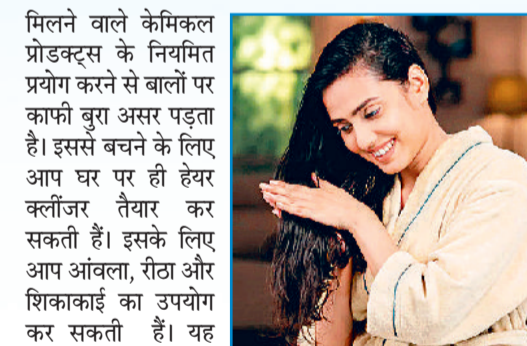 मिलने वाले केमिकल
प्रोडक्ट्स के नियमित
प्रयोग करने से बालों पर
काफी बुरा असर पड़ता
है। इससे बचने के लिए
आप घर पर ही हेयर
क्लींजर तैयार कर
सकती हैं। इसके लिए
आप आंवला, रीठा और
शिकाकाई का उपयोग
कर सकती हैं। यह